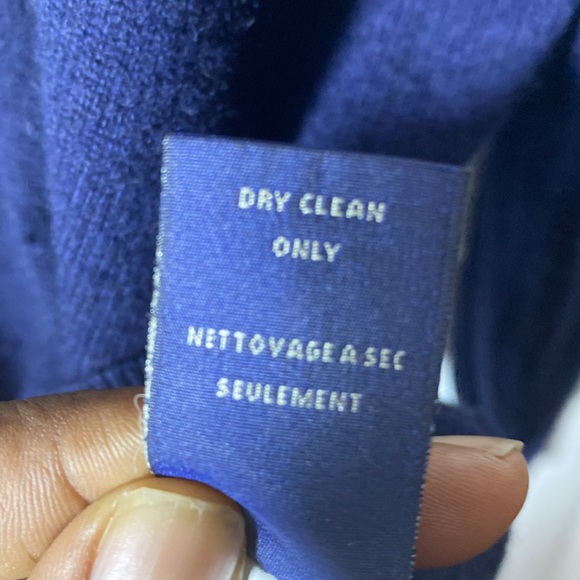 DRY CLEAN
ONLY
NETTOYAGE A SEC
SEULEMENT